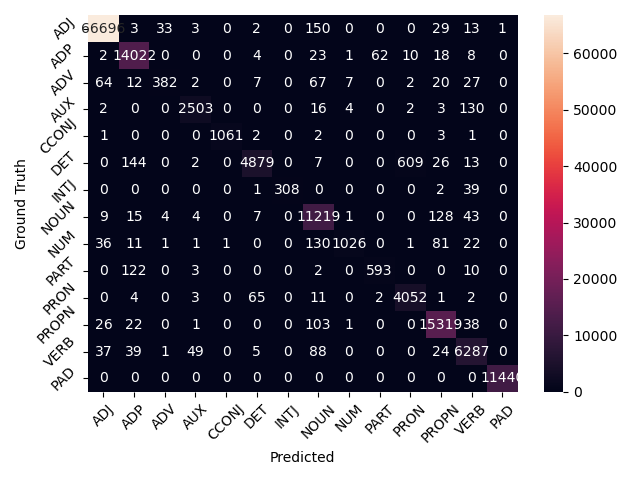 ADJ 66696 3 33 3 0 2 0 150 0 0 0 29 13 1
ADP 2 14022 0 0 0 4 0 23 1 62 10 18 8 0
ADV 64 12 382 2 0 7 0 67 7 0 2 20 27 0
AUX 2 0 0 2503 0 0 0 16 4 0 2 3 130 0
CCONJ 1 0 0 0 1061 2 0 2 0 0 0 3 1 0
DET 0 144 0 2 0 4879 0 7 0 0 609 26 13 0
INTJ 0 0 0 0 0 1 308 0 0 0 0 2 39 0
NOUN 9 15 4 4 0 7 0 11219 1 0 0 128 43 0
NUM 36 11 1 1 1 0 0 130 1026 0 1 81 22 0
PART 0 122 0 3 0 0 0 2 0 593 0 0 10 0
PRON 0 4 0 3 0 65 0 11 0 2 4052 1 2 0
PROPN 26 22 0 1 0 0 0 103 1 0 0 15319 38 0
VERB 37 39 1 49 0 5 0 88 0 0 0 24 6287 0
PAD 0 0 0 0 0 0 0 0 0 0 0 0 0
ADJ ADP ADV AUX CCONJ DET INTJ NOUN NUM PART PRON PROPN VERB PAD
Predicted
Ground Truth
60000
50000
40000
30000
20000
10000
0